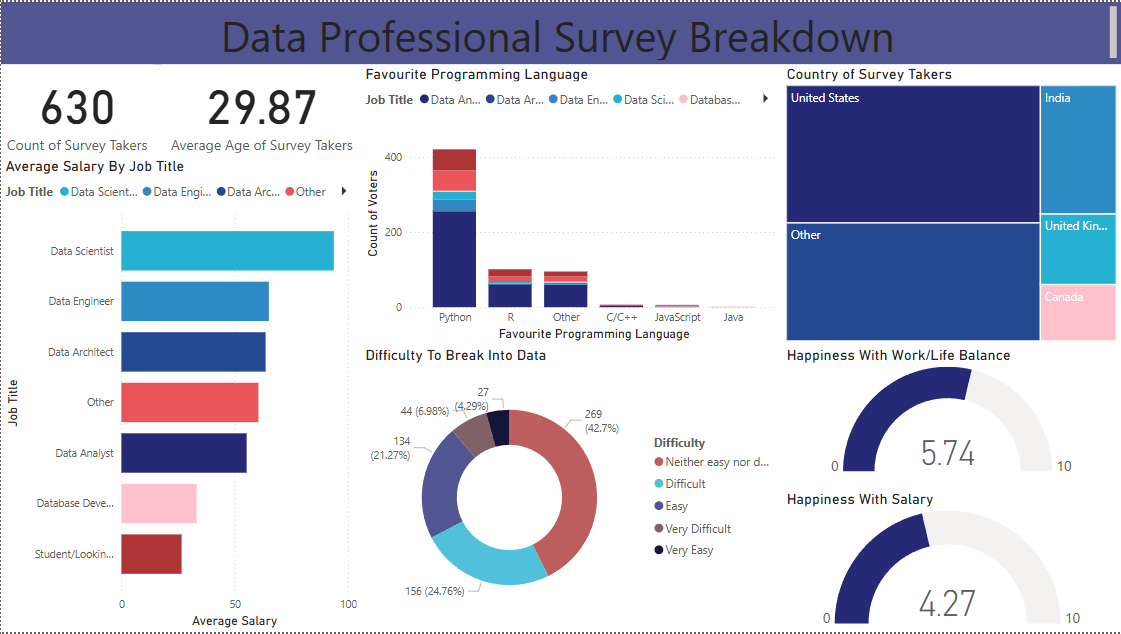 Data Professional Survey Breakdown
630
Count of Survey Takers
29.87
Average Age of Survey Takers
Average Salary By Job Title
Job Title Data Scient... Data Engi... Data Arc... Other
Job Title
Data Scientist
Data Engineer
Data Architect
Other
Data Analyst
Database Deve...
Student/Lookin...
0 50 100
Average Salary
Favourite Programming Language
Job Title Data An... Data Ar... Data En... Data Sci... Databas...
Count of Voters
400
200
0
Python R Other C/C++ JavaScript Java
Favourite Programming Language
Difficulty To Break Into Data
27
(4.29%)
44 (6.98%)
134
(21.27%)
156 (24.76%)
269
(42.7%)
Difficulty
Neither easy nor d...
Difficult
Easy
Very Difficult
Very Easy
Country of Survey Takers
United States
Other
India
United Kin...
Canada
Happiness With Work/Life Balance
5.74
0 10
Happiness With Salary
4.27
0 10